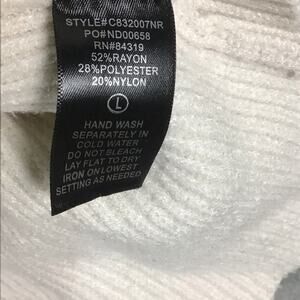 STYLE#C832007NR
PO#ND00658
RN#84319
52%RAYON
28%POLYESTER
20%NYLON
L
HAND WASH
SEPARATELY IN
COLD WATER
DO NOT BLEACH
LAY FLAT TO DRY
IRON ON LOWEST
SETTING AS NEEDED